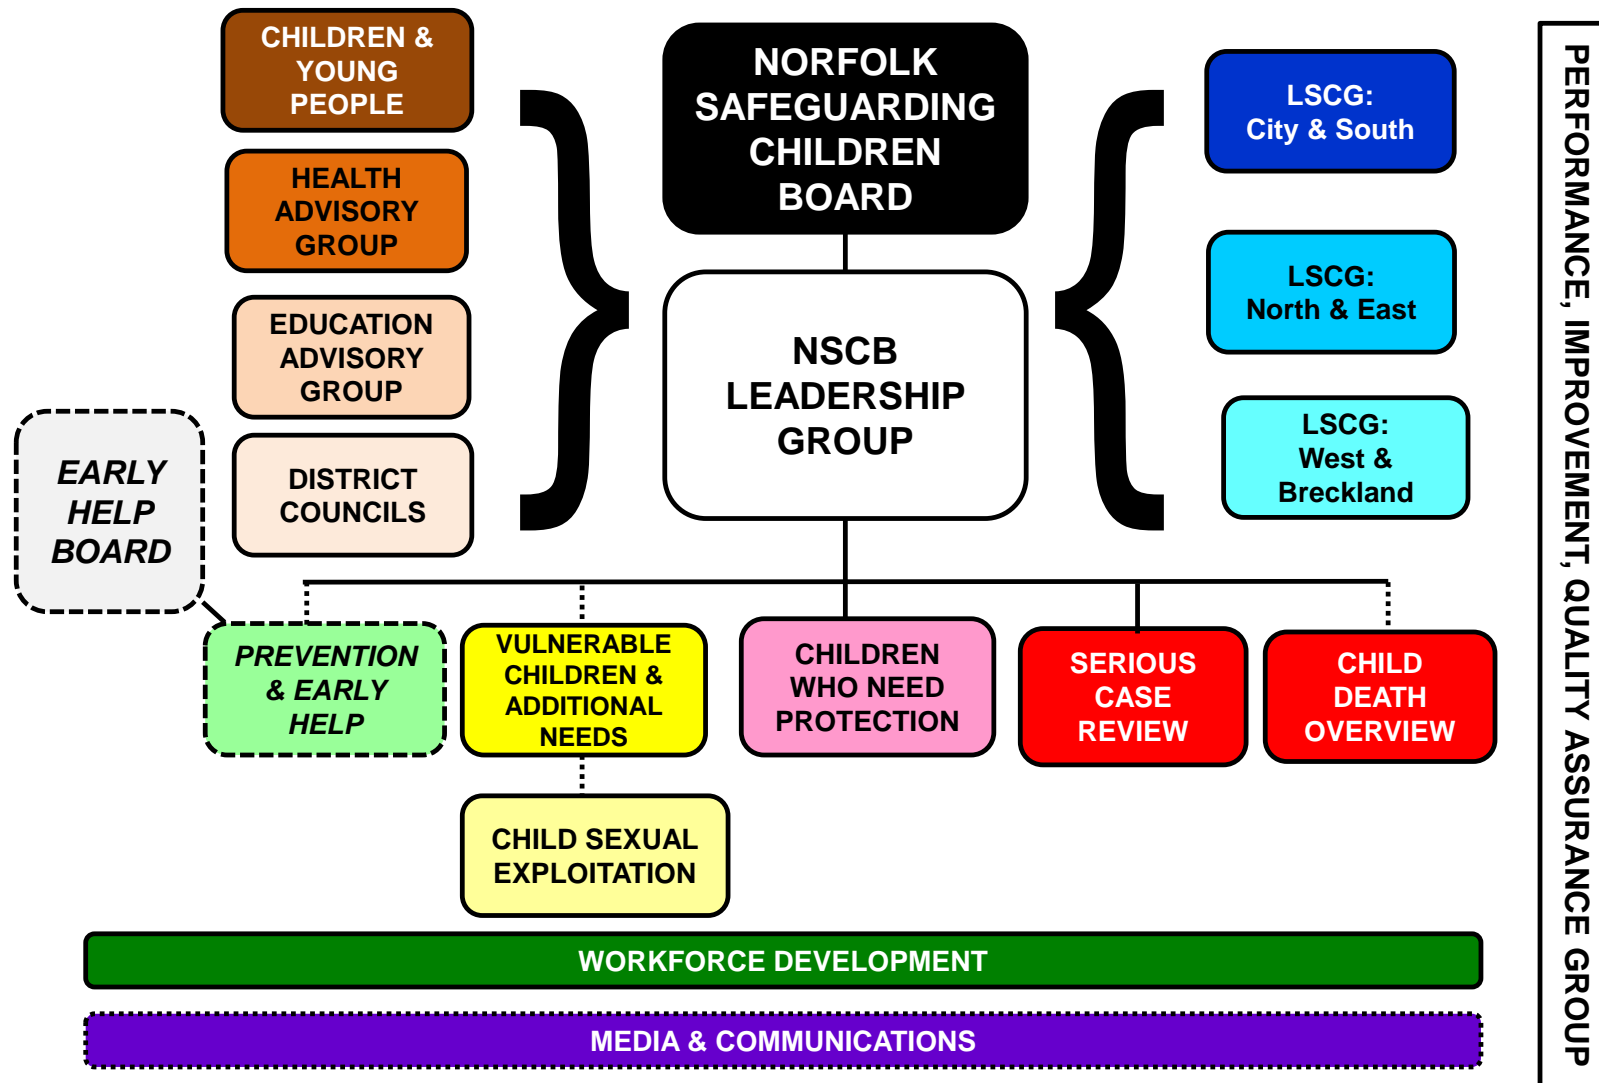 CHILDREN &
YOUNG
PEOPLE
HEALTH
ADVISORY
GROUP
EDUCATION
ADVISORY
GROUP
DISTRICT
COUNCILS
EARLY
HELP
BOARD
NORFOLK
SAFEGUARDING
CHILDREN
BOARD
NSCB
LEADERSHIP
GROUP
LSCG:
City & South
LSCG:
North & East
LSCG:
West &
Breckland
PREVENTION
& EARLY
HELP
VULNERABLE
CHILDREN &
ADDITIONAL
NEEDS
CHILDREN
WHO NEED
PROTECTION
SERIOUS
CASE
REVIEW
CHILD
DEATH
OVERVIEW
CHILD SEXUAL
EXPLOITATION
WORKFORCE DEVELOPMENT
MEDIA & COMMUNICATIONS
PERFORMANCE, IMPROVEMENT, QUALITY ASSURANCE GROUP